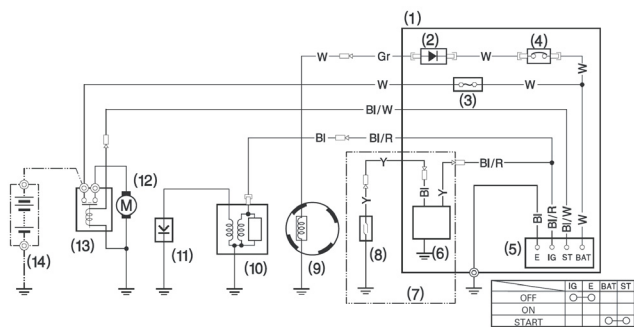 (1)
(2)
(4)
W
Gr
W
W
W
W
(3)
W
Bl/W
Bl
Bl/R
Y
Bl/R
Y
Y
Bl
Bl
Bl/R
Bl/W
W
(12)
M
(13)
(14)
(11)
(10)
(9)
(8)
(6)
(7)
(5)
E IG ST BAT
IG E BAT ST
OFF
ON
START